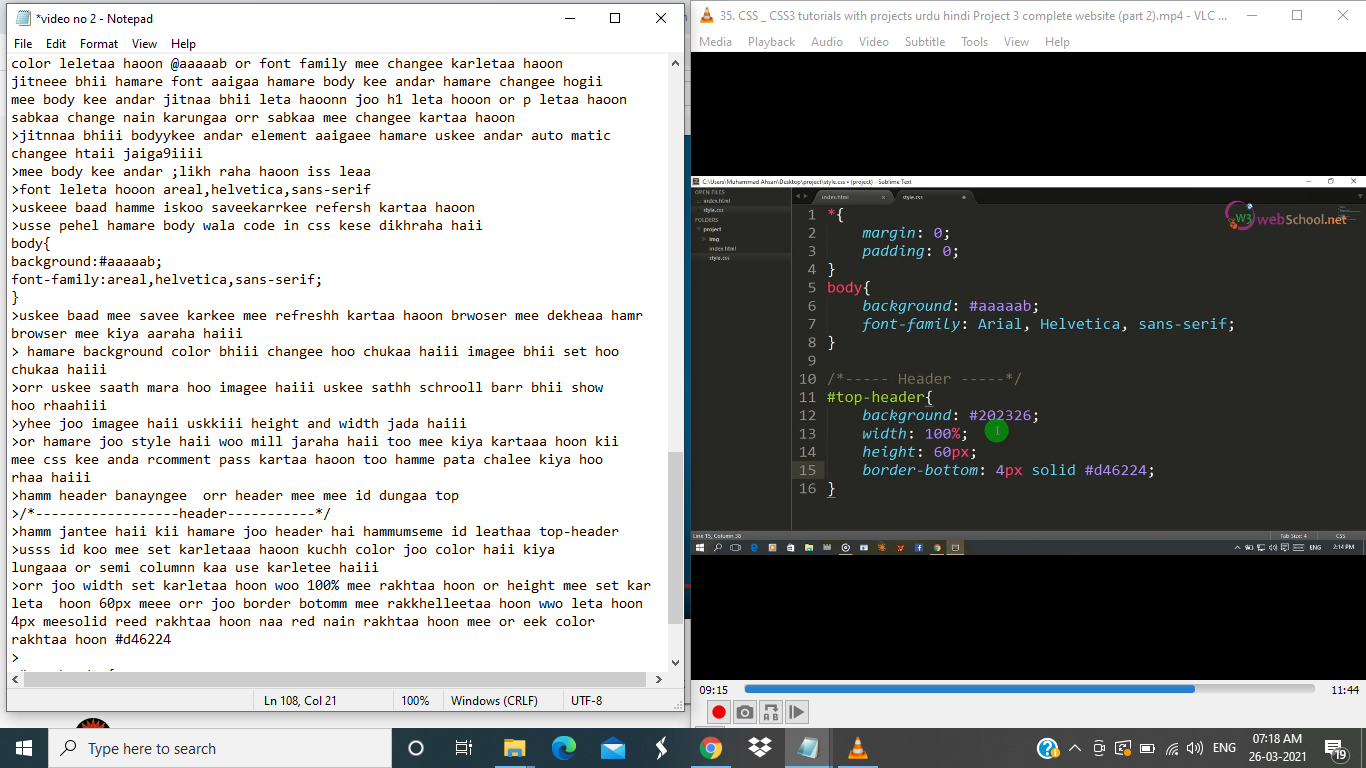 *video no 2 - Notepad
File Edit Format View Help
color leletaa haoon @aaaaab or font family mee changee karletaa haoon
jitneee bhii hamare font aaigaa hamare body kee andar hamare changee hogii
mee body kee andar jitnaa bhii leta haoonn joo h1 leta hooon or p letaa haoon
sabkaa change nain karungaa orr sabkaa mee changee kartaa haoon
>jitnnaa bhiii bodyykee andar element aaigaee hamare uskee andar auto matic
changee htaii jaiga9iiii
>mee body kee andar ;likh raha haoon iss leaa
>font leleta hooon areal,helvetica,sans-serif
>uskeee baad hamme iskoo saveekarrkee refersh kartaa haoon
>usse pehel hamare body wala code in css kese dikhraha haii
body{
background:#aaaaab;
font-family:areal,helvetica,sans-serif;
}
>uskee baad mee savee karkee mee refreshh kartaa haoon brwoser mee dekheaa hamr
browser mee kiya aaraha haiii
> hamare background color bhiii changee hoo chukaa haiii imagee bhii set hoo
chukaa haiii
>orr uskee saath mara hoo imagee haiii uskee sathh schrooll barr bhii show
hoo rhaahiii
>yhee joo imagee haii uskkiii height and width jada haiii
>or hamare joo style haii woo mill jaraha haii too mee kiya kartaaa hoon kii
mee css kee anda rcomment pass kartaa haoon too hamme pata chalee kiya hoo
rhaa haiii
>hamm header banayngee  orr header mee mee id dungaa top
>/*------------------header-----------*/
>hamm jantee haii kii hamare joo header hai hammumseme id leathaa top-header
>usss id koo mee set karletaaa haoon kuchh color joo color haii kiya
lungaaa or semi columnn kaa use karletee haiii
>orr joo width set karletaa hoon woo 100% mee rakhtaa hoon or height mee set kar
leta  hoon 60px meee orr joo border botomm mee rakkhelleetaa hoon wwo leta hoon
4px meesolid reed rakhtaa hoon naa red nain rakhtaa hoon mee or eek color
rakhtaa hoon #d46224
>
Ln 108, Col 21 100% Windows (CRLF) UTF-8
35. CSS _ CSS3 tutorials with projects urdu hindi Project 3 complete website (part 2).mp4 - VLC ...
Media Playback Audio Video Subtitle Tools View Help
C:\Users\Muhammad Ahsan\Desktop\project\style.css • (project) - Sublime Text
OPEN FILES
index.html
style.css
FOLDERS
project
img
index.html
style.css
index.html style.css
W3 webSchool.net
1 *{
2 margin: 0;
3 padding: 0;
4 }
5 body{
6 background: #aaaaab;
7 font-family: Arial, Helvetica, sans-serif;
8 }
9
10 /*----- Header -----*/
11 #top-header{
12 background: #202326;
13 width: 100%;
14 height: 60px;
15 border-bottom: 4px solid #d46224;
16 }
Line 15, Column 38 Tab Size: 4 CSS
ENG 2:14 PM
09:15 11:44
Type here to search
ENG
07:18 AM
26-03-2021
19